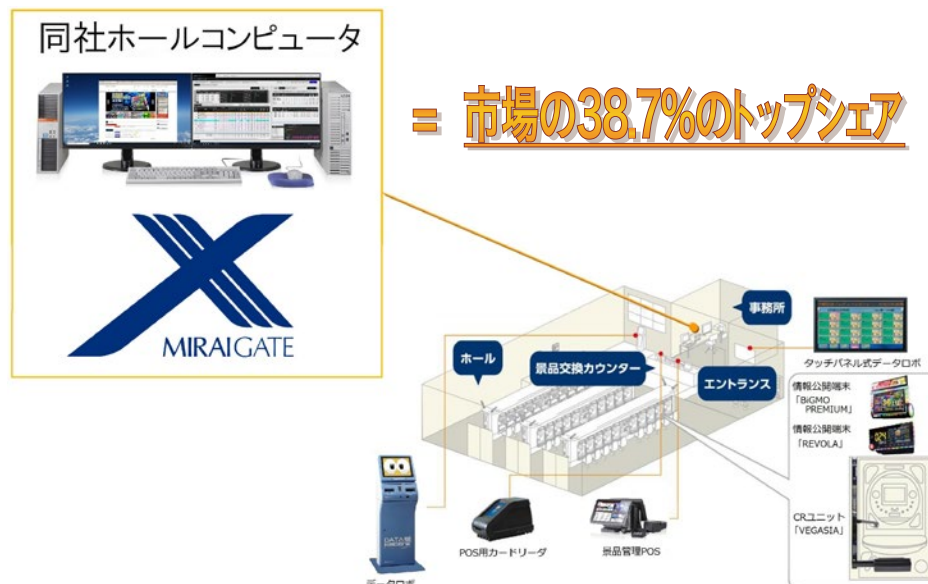 同社ホールコンピュータ
= 市場の38.7%のトップシェア
MIRAIGATE
事務所
ホール
景品交換カウンター
エントランス
タッチパネル式データロボ
情報公開端末
「BiGMO
PREMIUM」
情報公開端末
「REVOLA」
CRユニット
「VEGASIA」
POS用カードリーダ
景品管理POS
データロボ